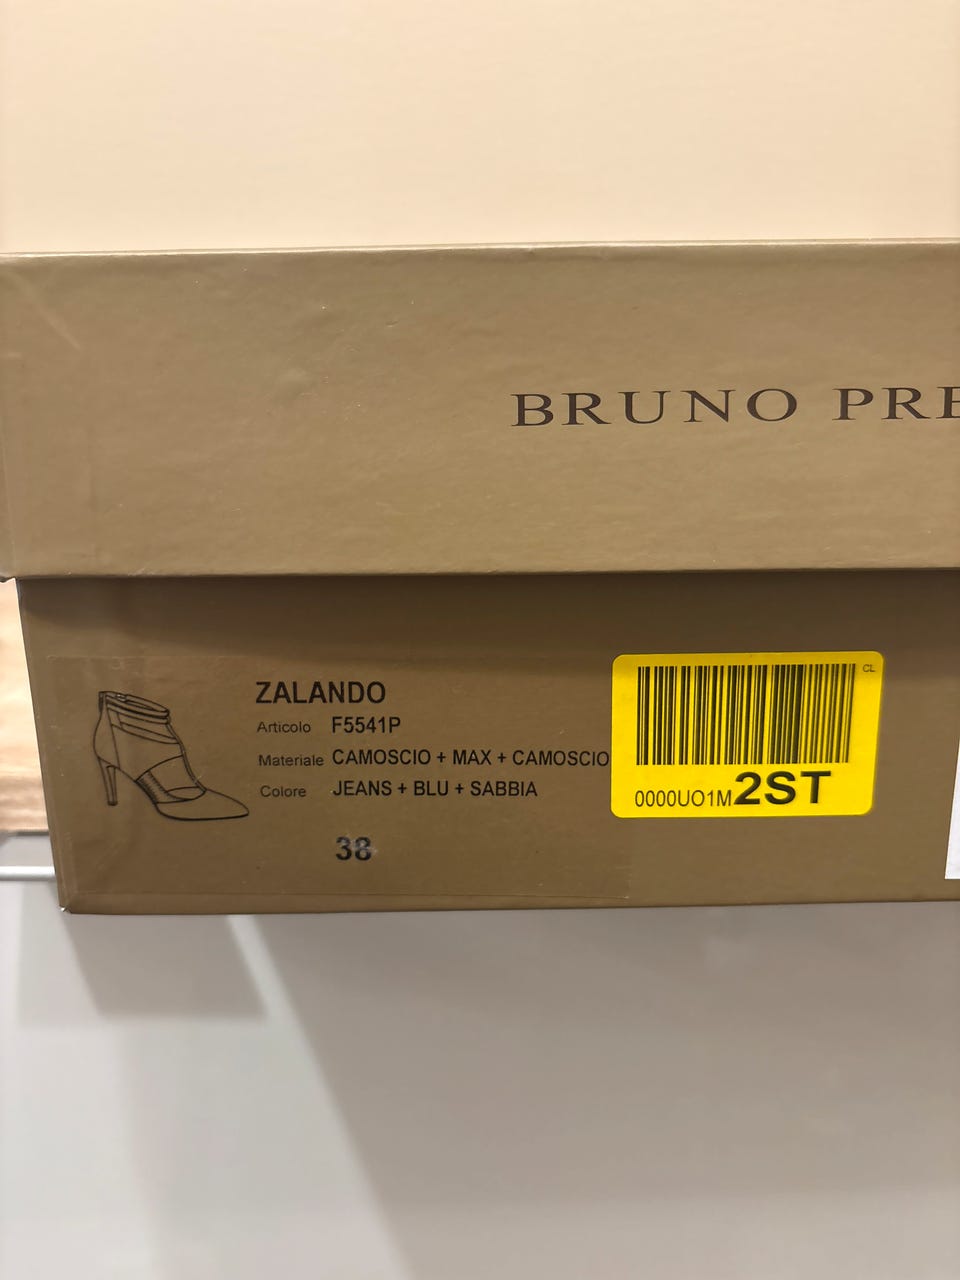 BRUNO PRE
ZALANDO
Articolo F5541P
Materiale CAMOSCIO + MAX + CAMOSCIO
Colore JEANS + BLU + SABBIA
38
CL
0000UO1M2ST